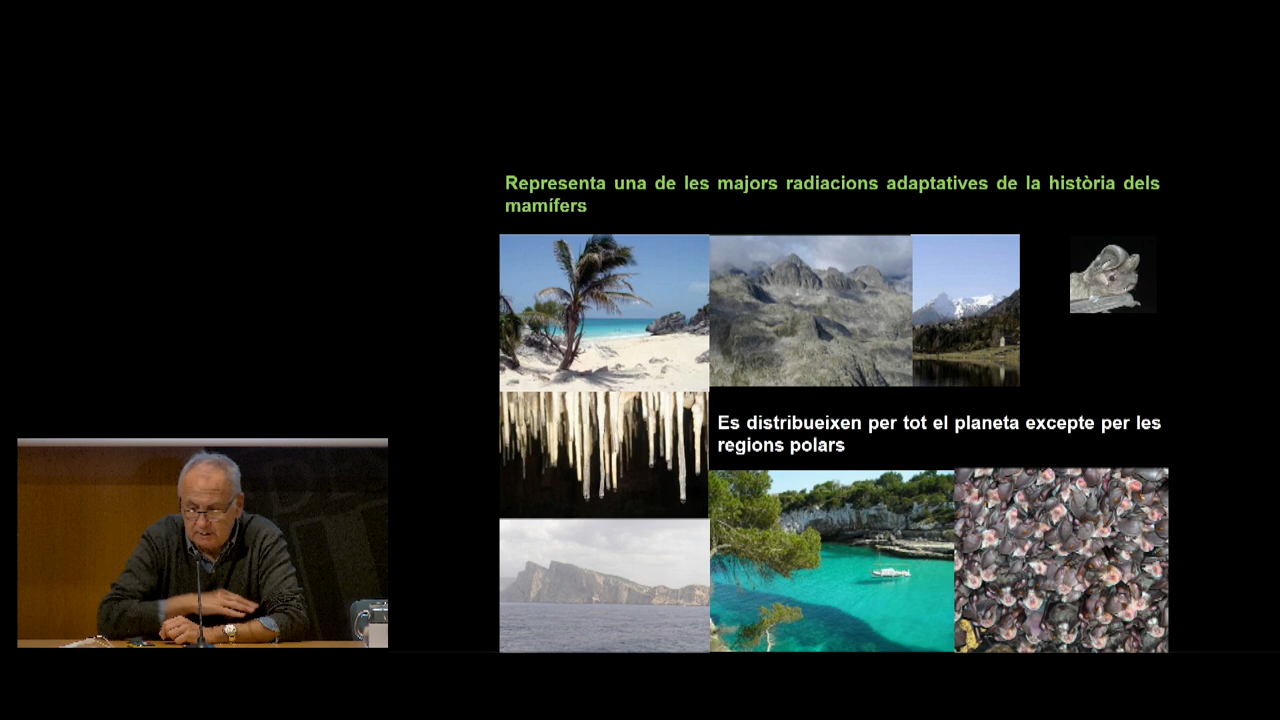 Representa una de les majors radiacions adaptatives de la història dels
mamífers
Es distribueixen per tot el planeta excepte per les
regions polars